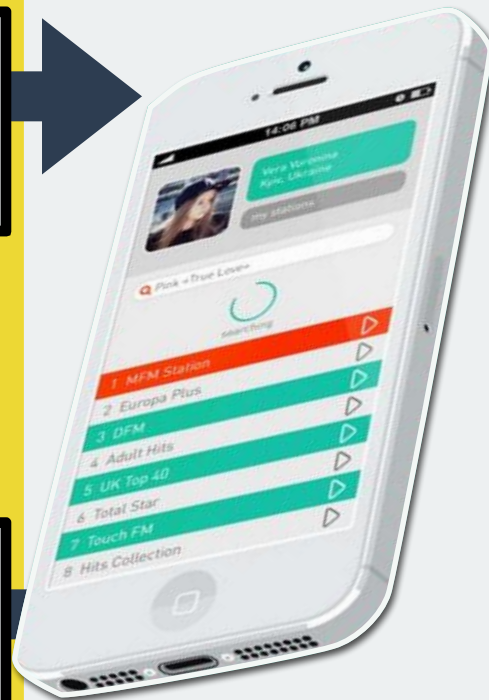 14:06 PM
Vera Voronina
Kyiv, Ukraine
my stations
Pink «True Love»
searching
1 MFM Station
2 Europa Plus
3 DFM
4 Adult Hits
5 UK Top 40
6 Total Star
7 Touch FM
8 Hits Collection